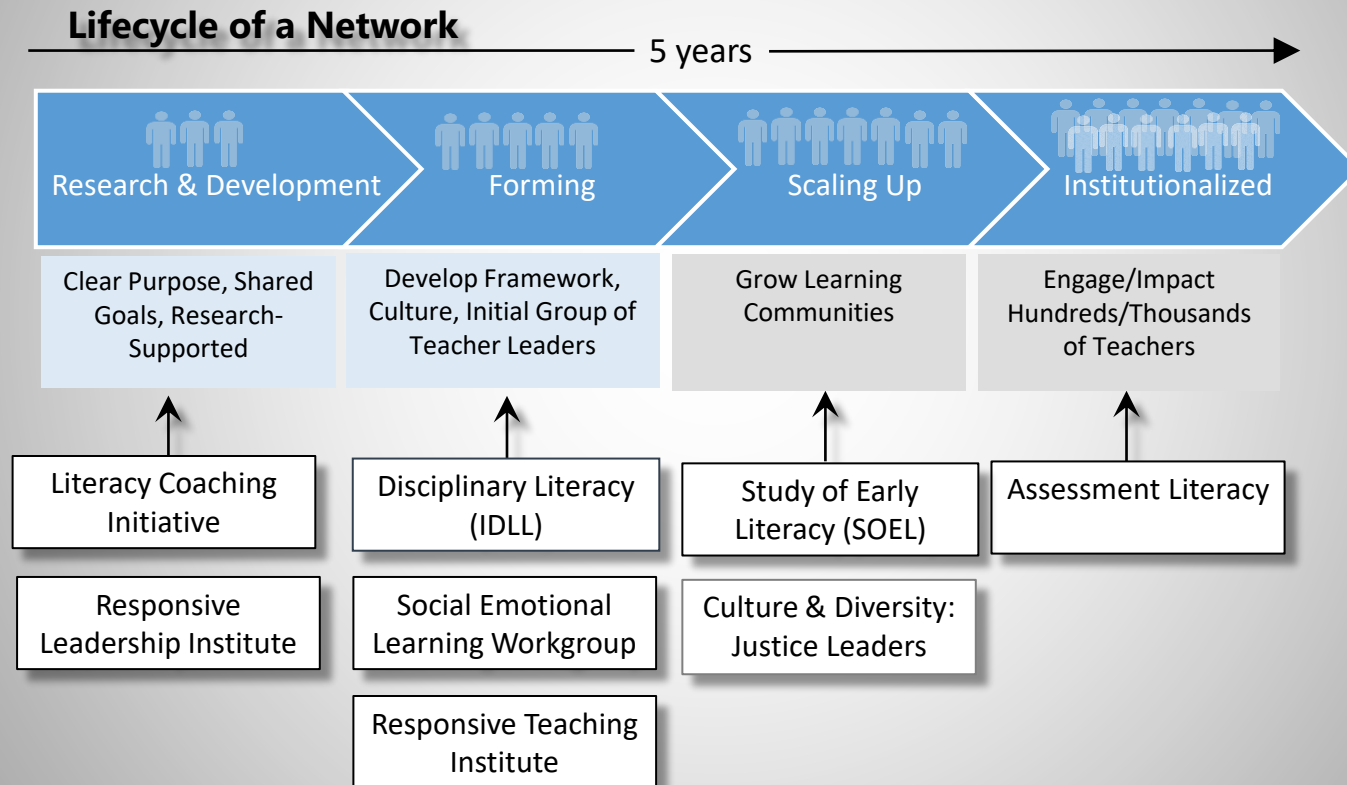 Lifecycle of a Network
5 years
Research & Development
Forming
Scaling Up
Institutionalized
Clear Purpose, Shared
Goals, Research-
Supported
Develop Framework,
Culture, Initial Group of
Teacher Leaders
Grow Learning
Communities
Engage/Impact
Hundreds/Thousands
of Teachers
Literacy Coaching
Initiative
Disciplinary Literacy
(IDLL)
Study of Early
Literacy (SOEL)
Assessment Literacy
Responsive
Leadership Institute
Social Emotional
Learning Workgroup
Culture & Diversity:
Justice Leaders
Responsive Teaching
Institute